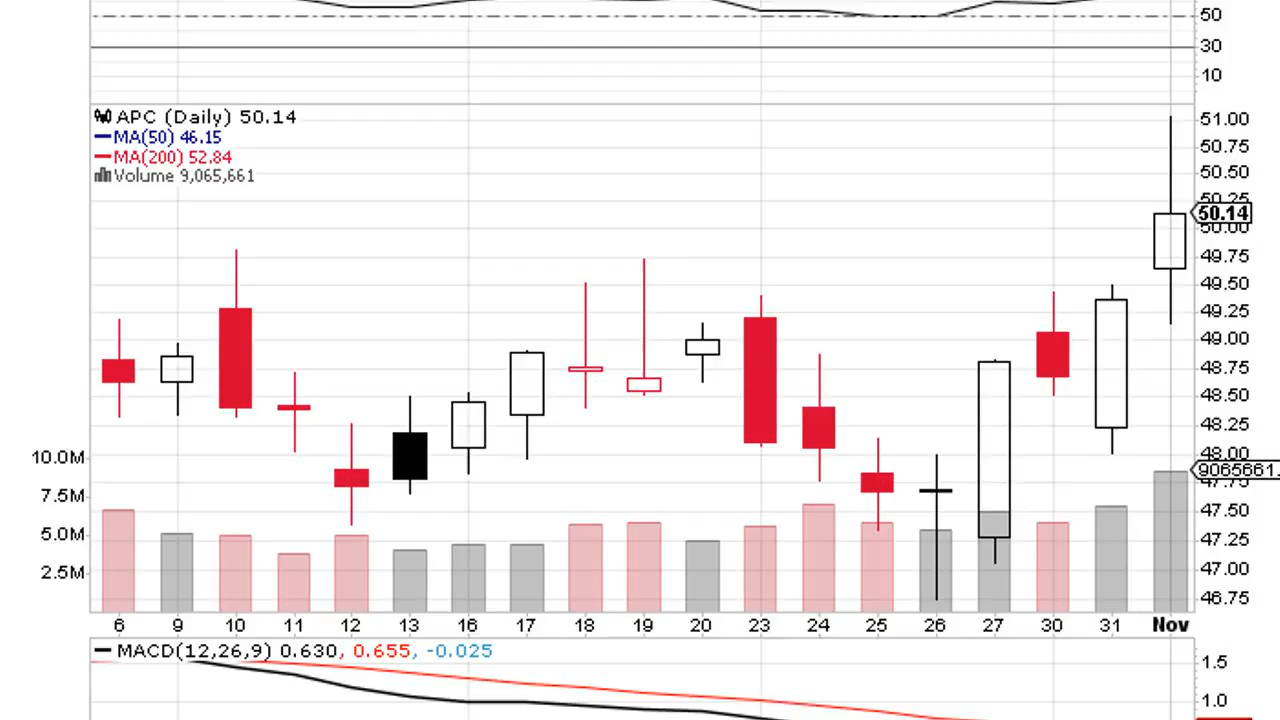 50
30
10
APC (Daily) 50.14
MA(50) 46.15
MA(200) 52.84
Volume 9,065,661
51.00
50.75
50.50
50.25
50.14
50.00
49.75
49.50
49.25
49.00
48.75
48.50
48.25
48.00
9065661
47.75
47.50
47.25
47.00
46.75
10.0M
7.5M
5.0M
2.5M
6 9 10 11 12 13 16 17 18 19 20 23 24 25 26 27 30 31 Nov
MACD(12,26,9) 0.630, 0.655, -0.025
1.5
1.0